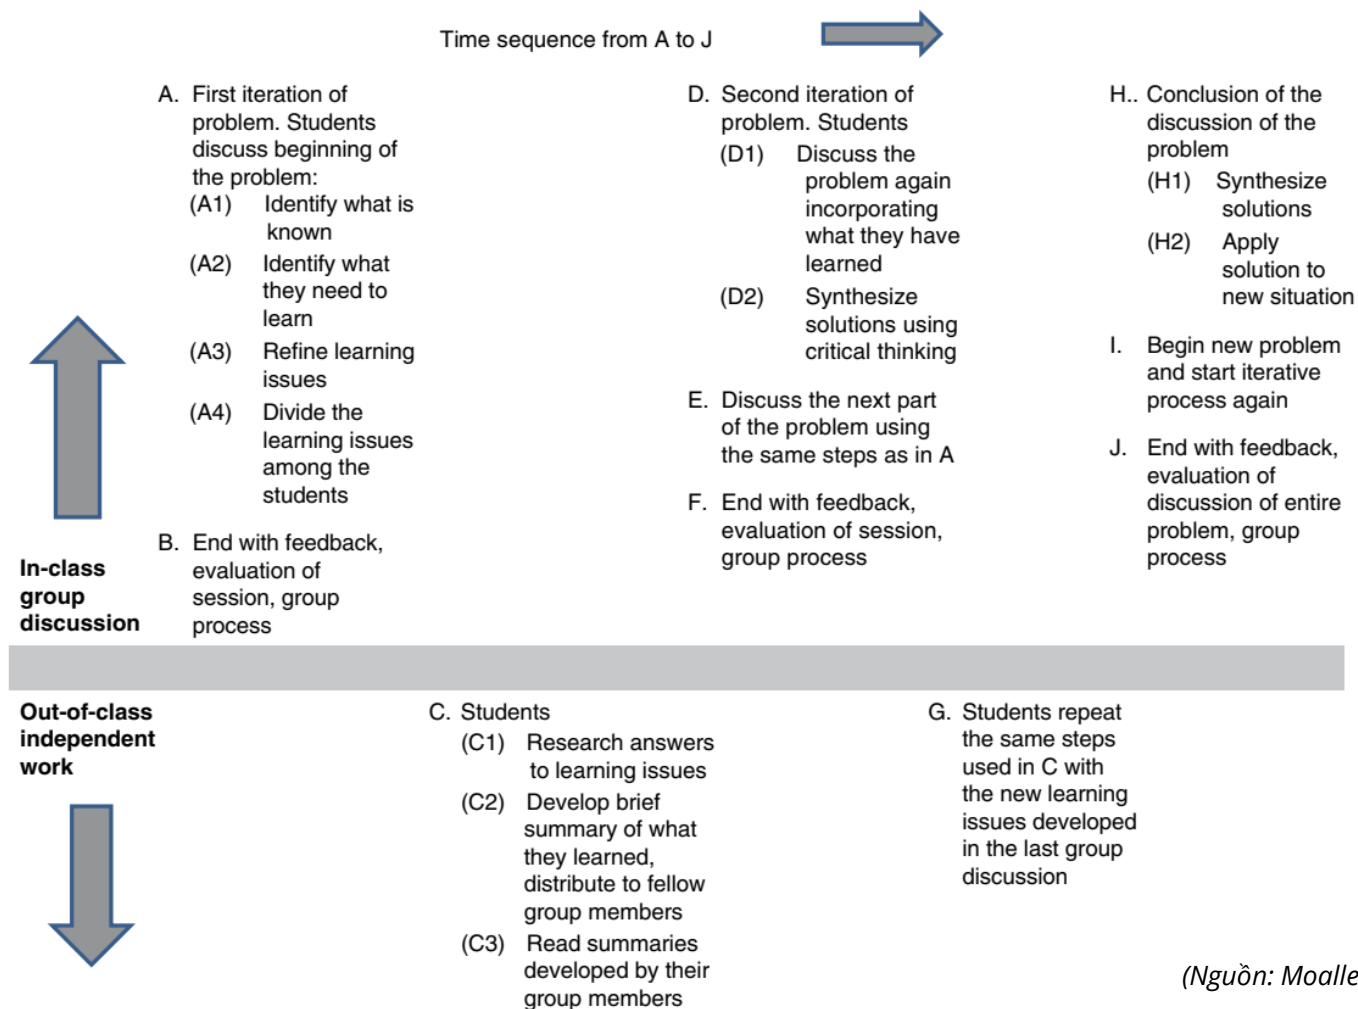 Time sequence from A to J
A. First iteration of
problem. Students
discuss beginning of
the problem:
(A1) Identify what is
known
(A2) Identify what
they need to
learn
(A3) Refine learning
issues
(A4) Divide the
learning issues
among the
students
B. End with feedback,
evaluation of
session, group
process
D. Second iteration of
problem. Students
(D1) Discuss the
problem again
incorporating
what they have
learned
(D2) Synthesize
solutions using
critical thinking
E. Discuss the next part
of the problem using
the same steps as in A
F. End with feedback,
evaluation of session,
group process
H.. Conclusion of the
discussion of the
problem
(H1) Synthesize
solutions
(H2) Apply
solution to
new situation
I. Begin new problem
and start iterative
process again
J. End with feedback,
evaluation of
discussion of entire
problem, group
process
In-class
group
discussion
Out-of-class
independent
work
C. Students
(C1) Research answers
to learning issues
(C2) Develop brief
summary of what
they learned,
distribute to fellow
group members
(C3) Read summaries
developed by their
group members
G. Students repeat
the same steps
used in C with
the new learning
issues developed
in the last group
discussion
(Nguồn: Moalle